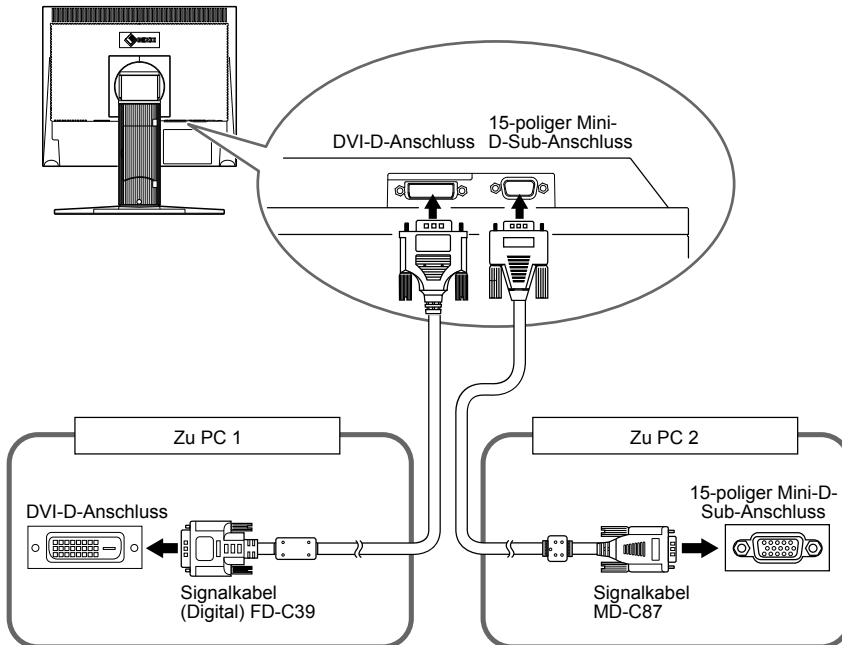 EIZO
DVI-D-Anschluss
15-poliger Mini-
D-Sub-Anschluss
Zu PC 1
DVI-D-Anschluss
Signalkabel
(Digital) FD-C39
Zu PC 2
15-poliger Mini-D-
Sub-Anschluss
Signalkabel
MD-C87